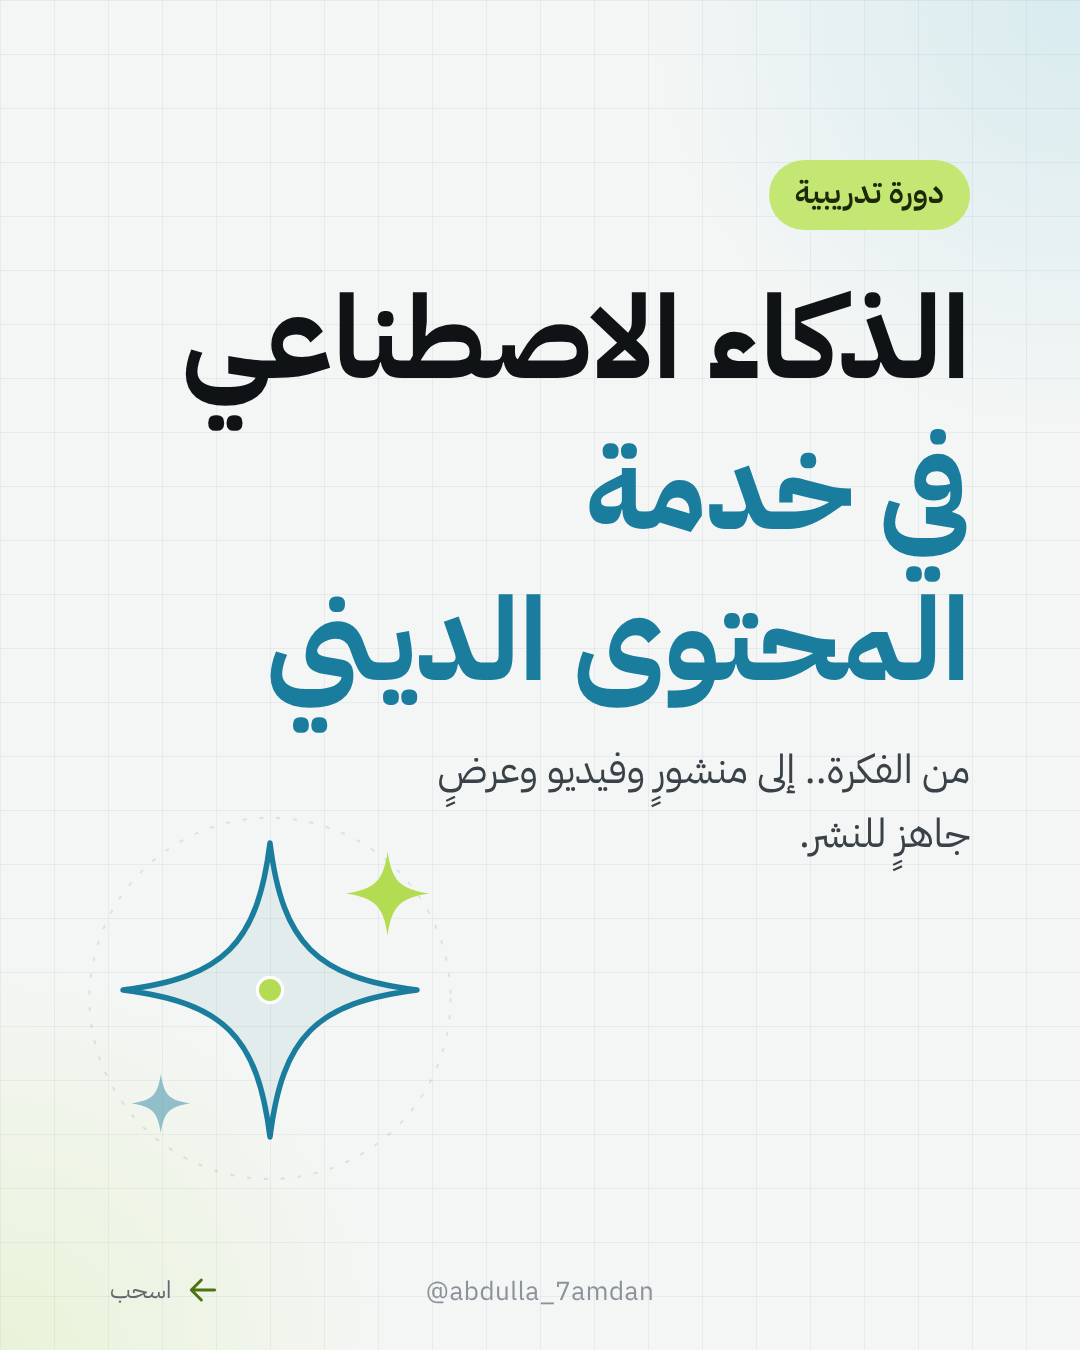 دورة تدريبية
الذكاء الاصطناعي
في خدمة
المحتوى الديني
من الفكرة.. إلى منشورٍ وفيديو وعرضٍ
جاهزٍ للنشر.
@abdulla_7amdan
اسحب